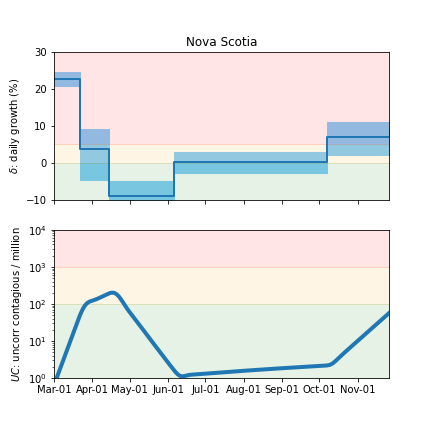 Nova Scotia
δ: daily growth (%)
30
20
10
0
−10
UC: uncorr contagious / million
10⁴
10³
10²
10¹
10⁰
Mar-01 Apr-01 May-01 Jun-01 Jul-01 Aug-01 Sep-01 Oct-01 Nov-01